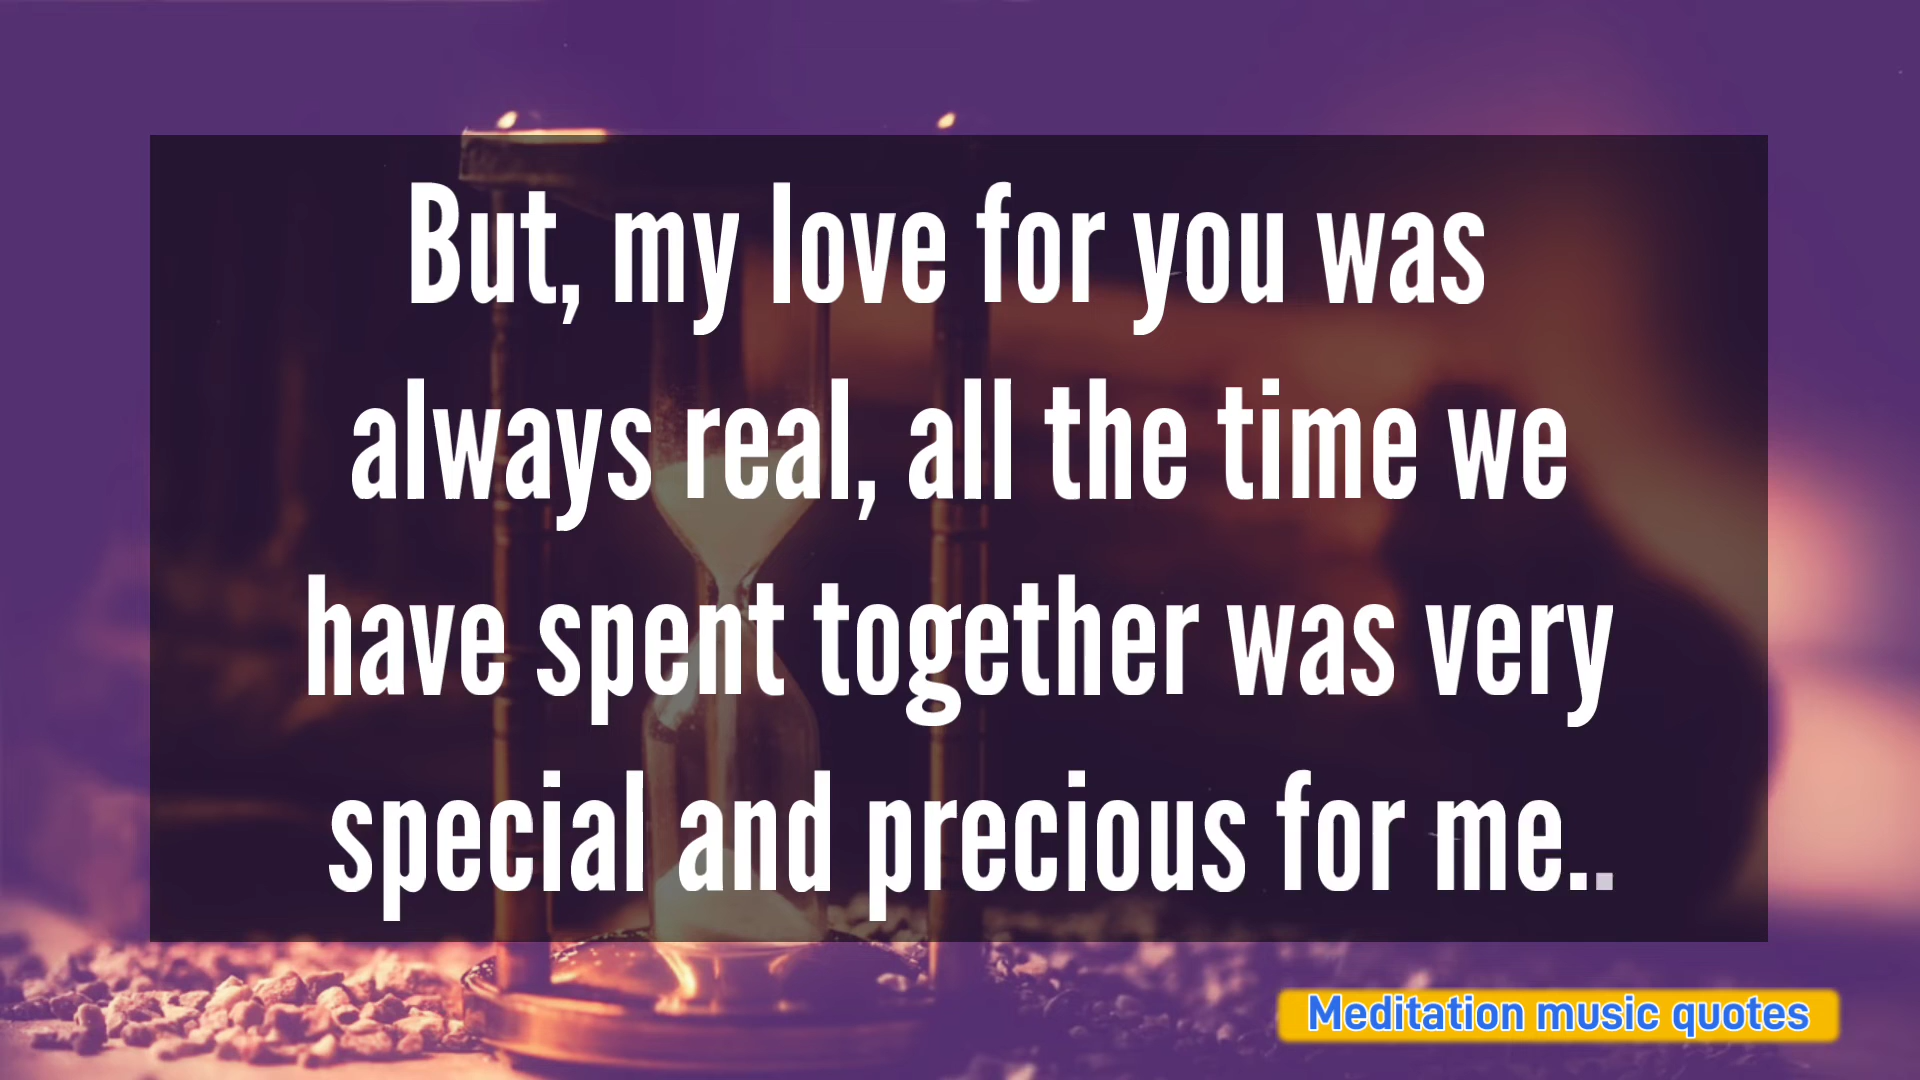 But, my love for you was
always real, all the time we
have spent together was very
special and precious for me..
Meditation music quotes